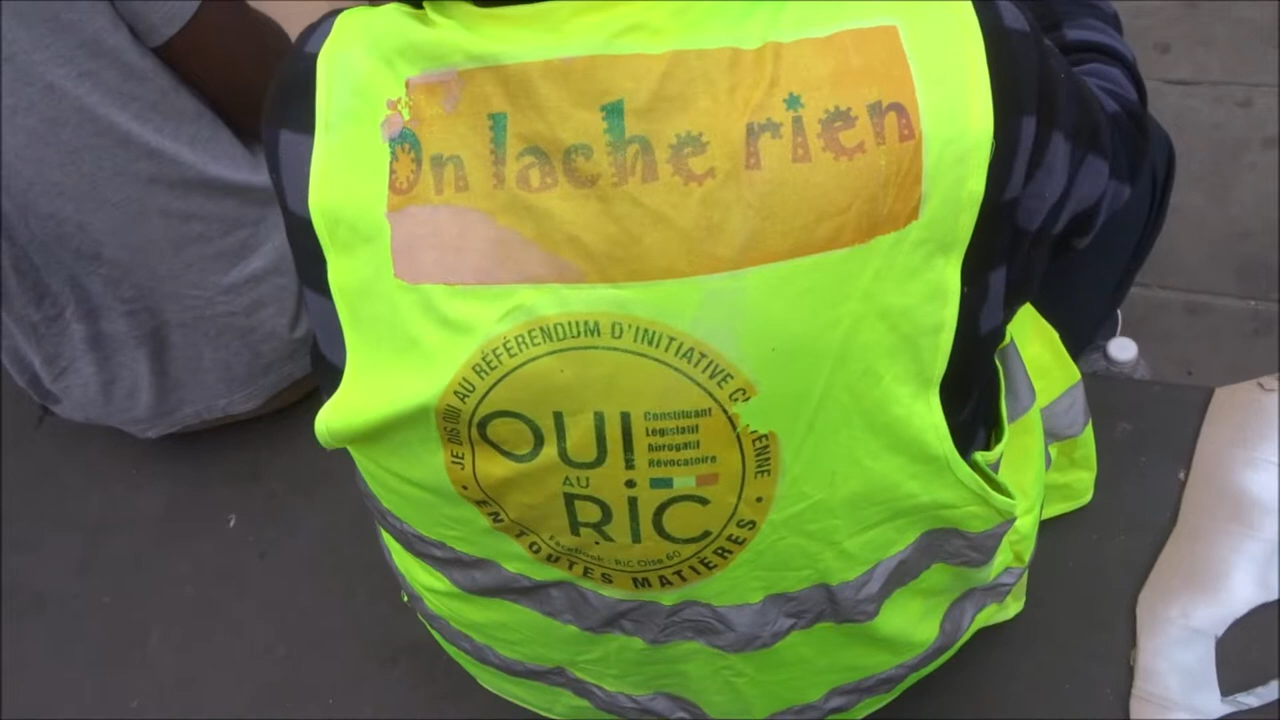 On lache rien
JE DIS OUI AU RÉFÉRENDUM D'INITIATIVE
OUI
Constituant
Législatif
Abrogatif
Révocatoire
AU
RiC
Facebook : RIC Oise 60
• EN TOUTES MATIÈRES •